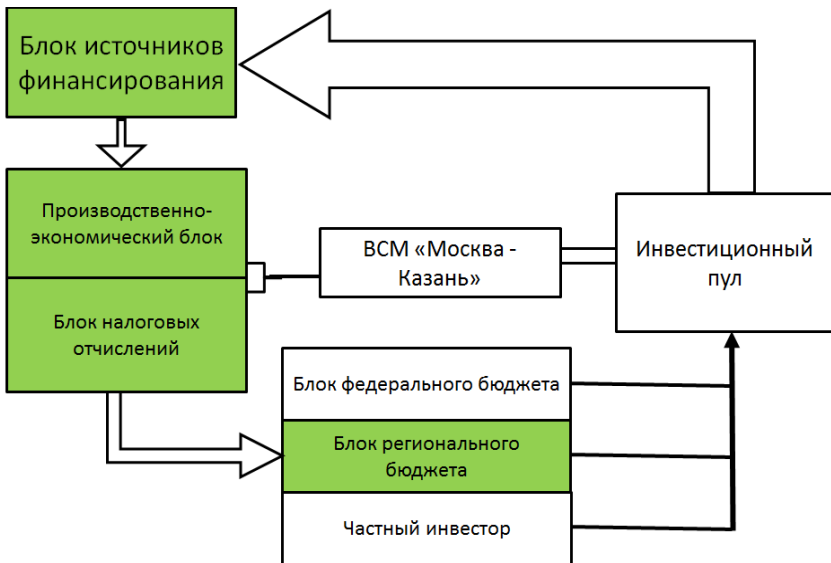 Блок источников
финансирования
Производственно-
экономический блок
ВСМ «Москва -
Казань»
Инвестиционный
пул
Блок налоговых
отчислений
Блок федерального бюджета
Блок регионального
бюджета
Частный инвестор